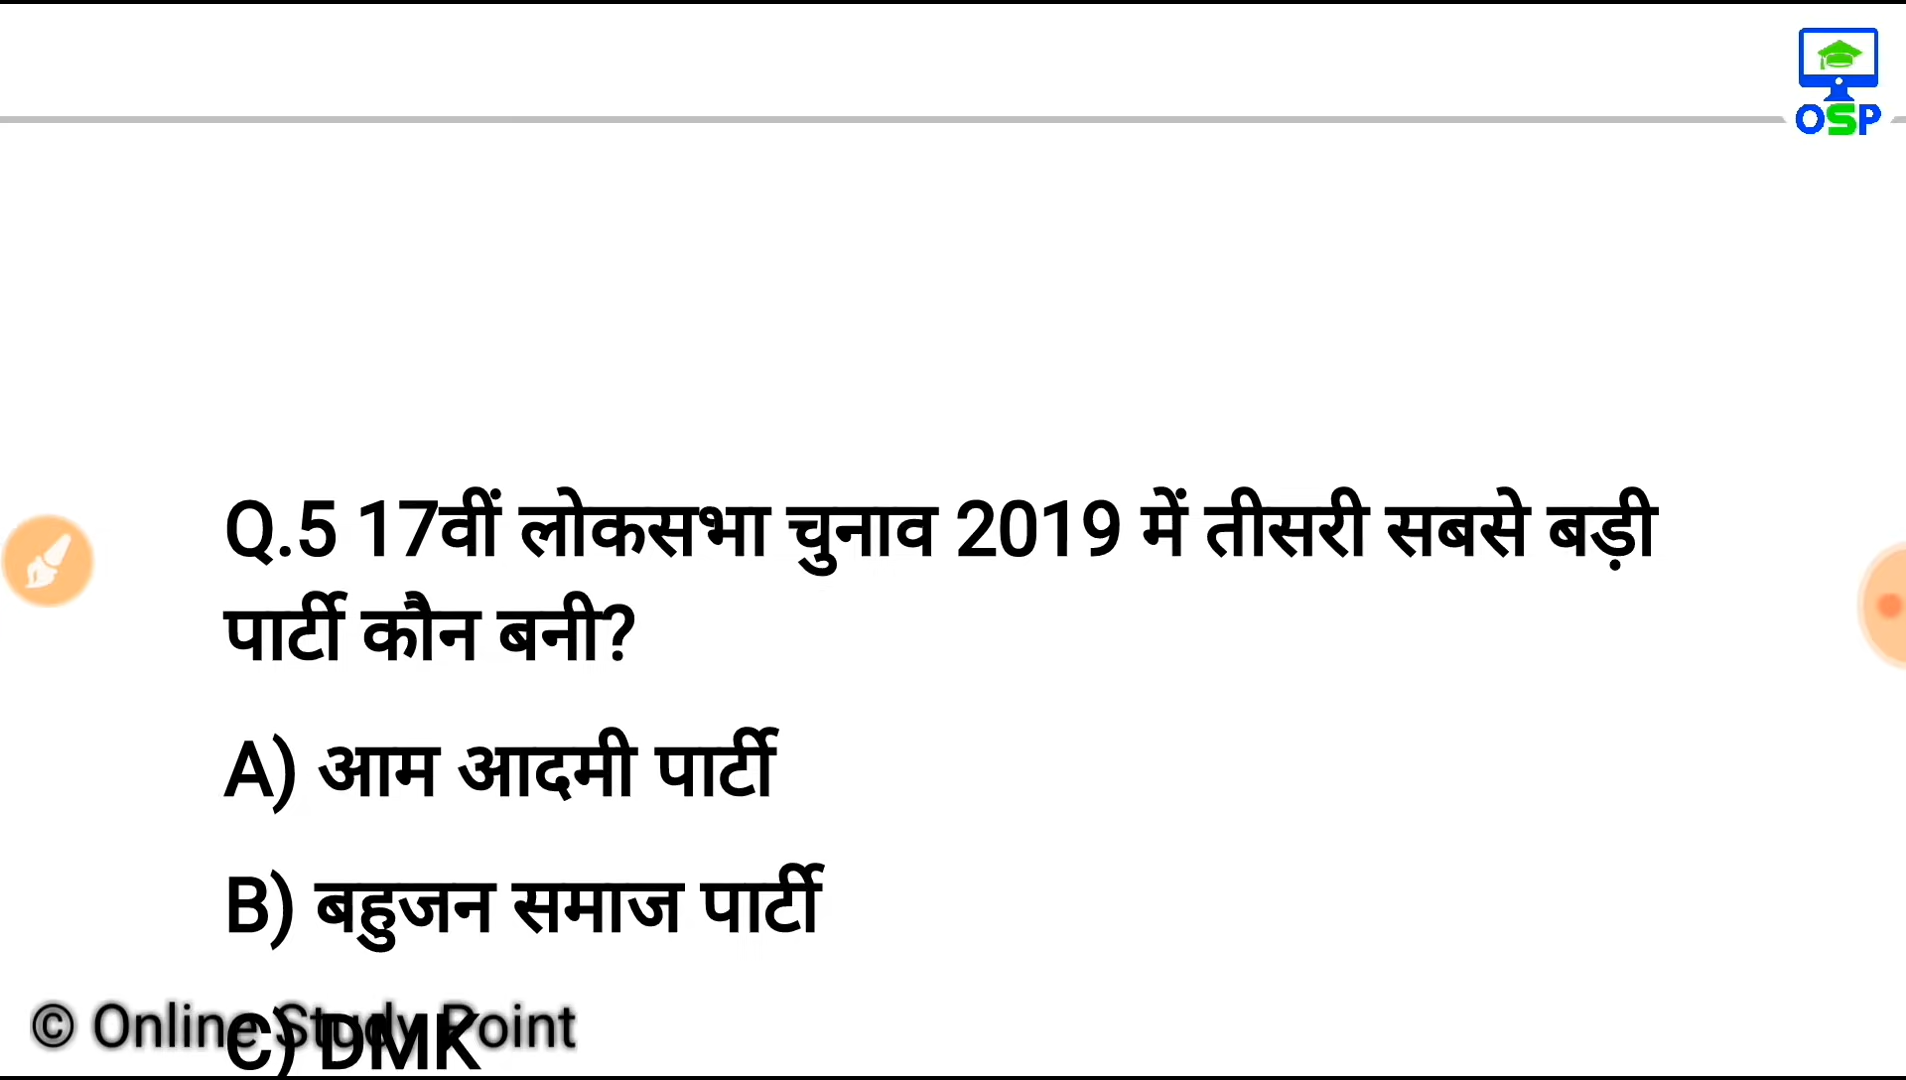 OSP
Q.5 17वीं लोकसभा चुनाव 2019 में तीसरी सबसे बड़ी
पार्टी कौन बनी?
A) आम आदमी पार्टी
B) बहुजन समाज पार्टी
C) DMK
© Online Study Point